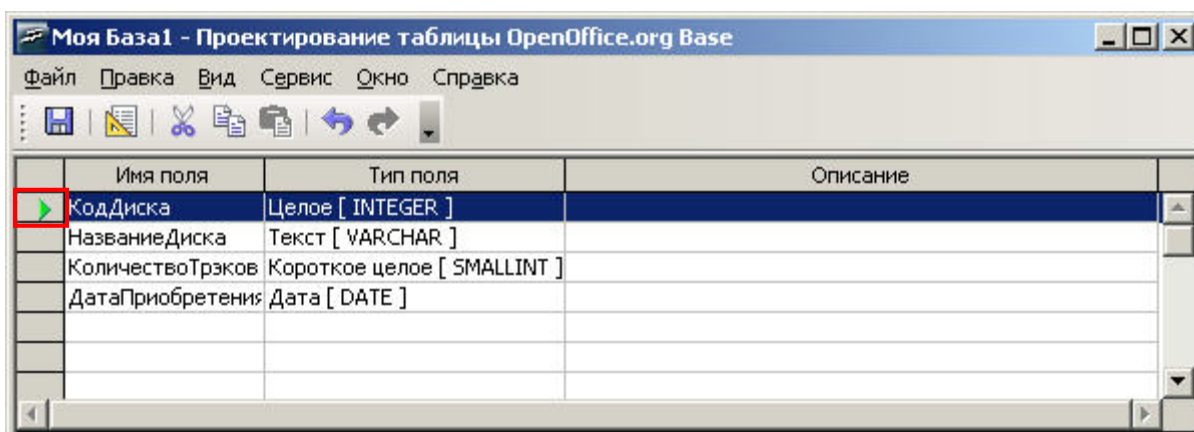 Моя База1 - Проектирование таблицы OpenOffice.org Base
Файл Правка Вид Сервис Окно Справка
Имя поля Тип поля Описание
КодДиска Целое [ INTEGER ]
НазваниеДиска Текст [ VARCHAR ]
КоличествоТрэков Короткое целое [ SMALLINT ]
ДатаПриобретения Дата [ DATE ]